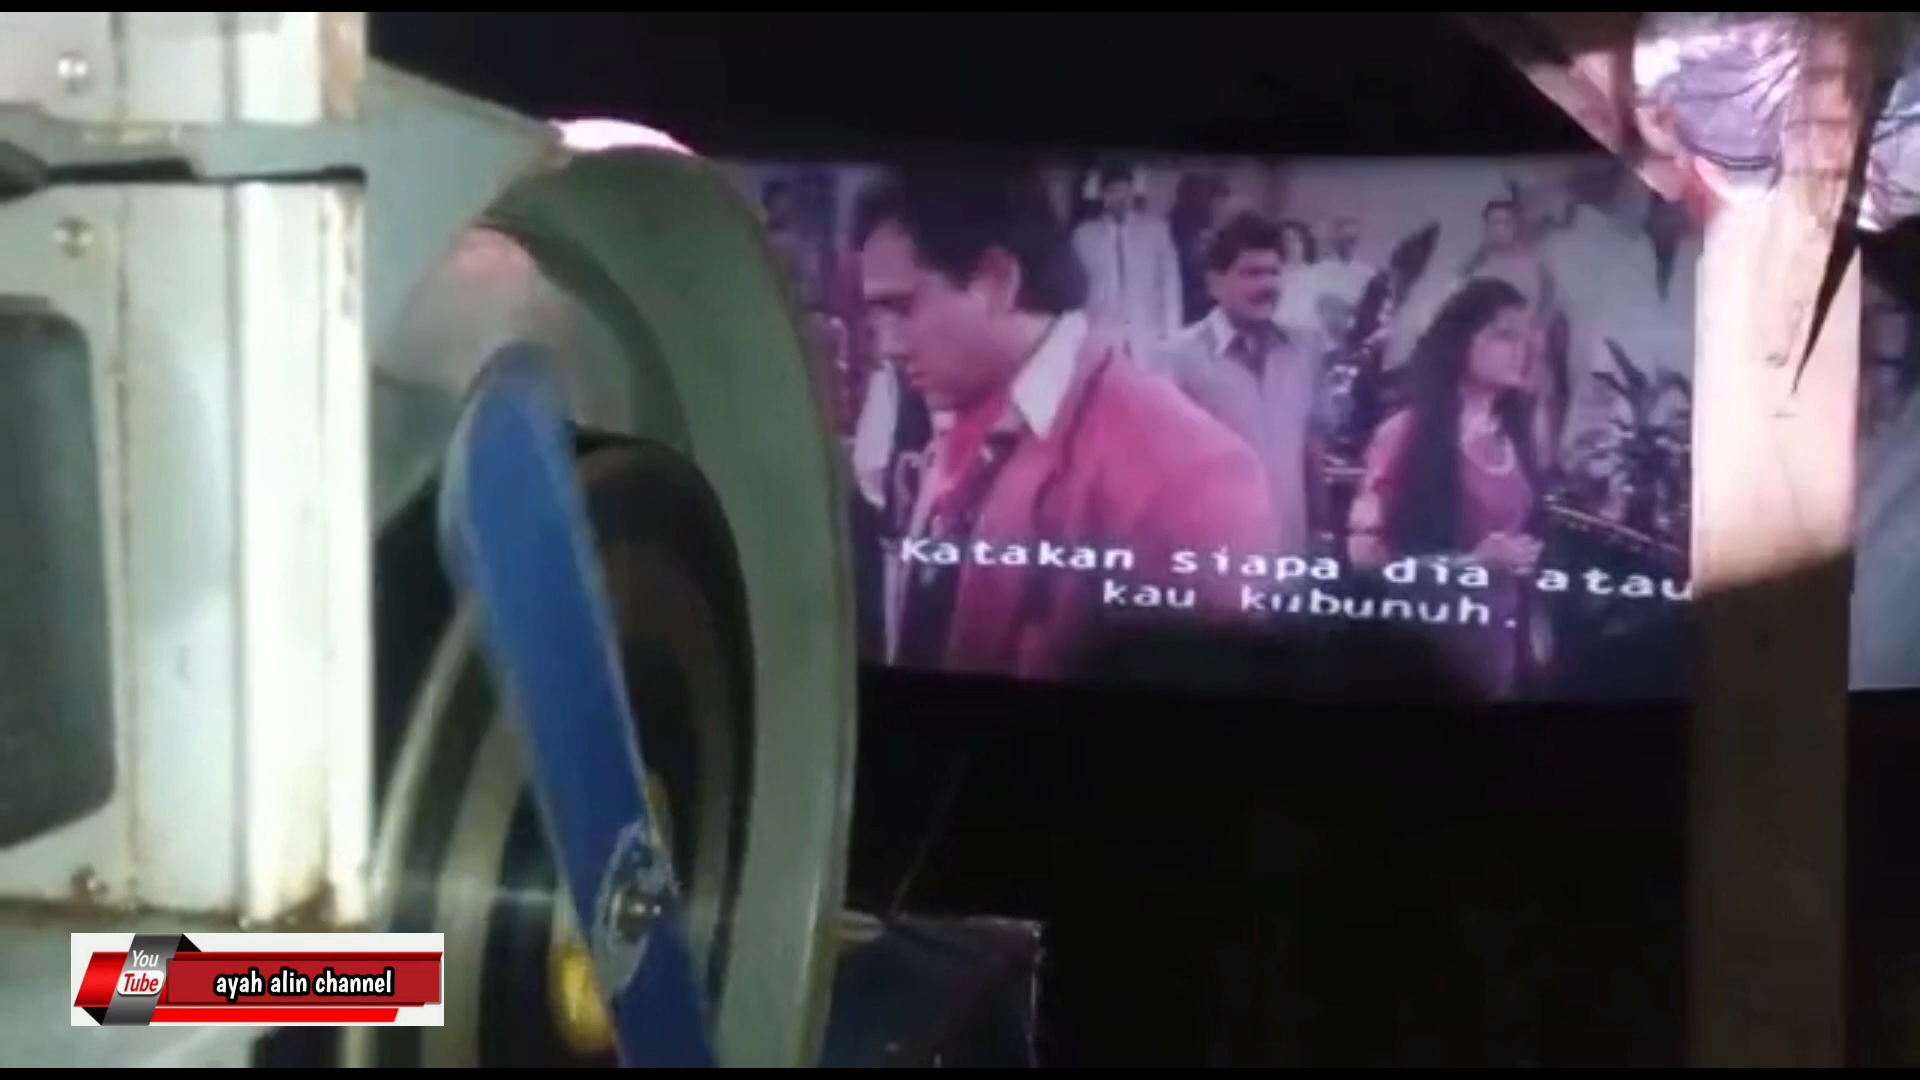 Katakan siapa dia atau
kau kubunuh.
You
Tube
ayah alin channel